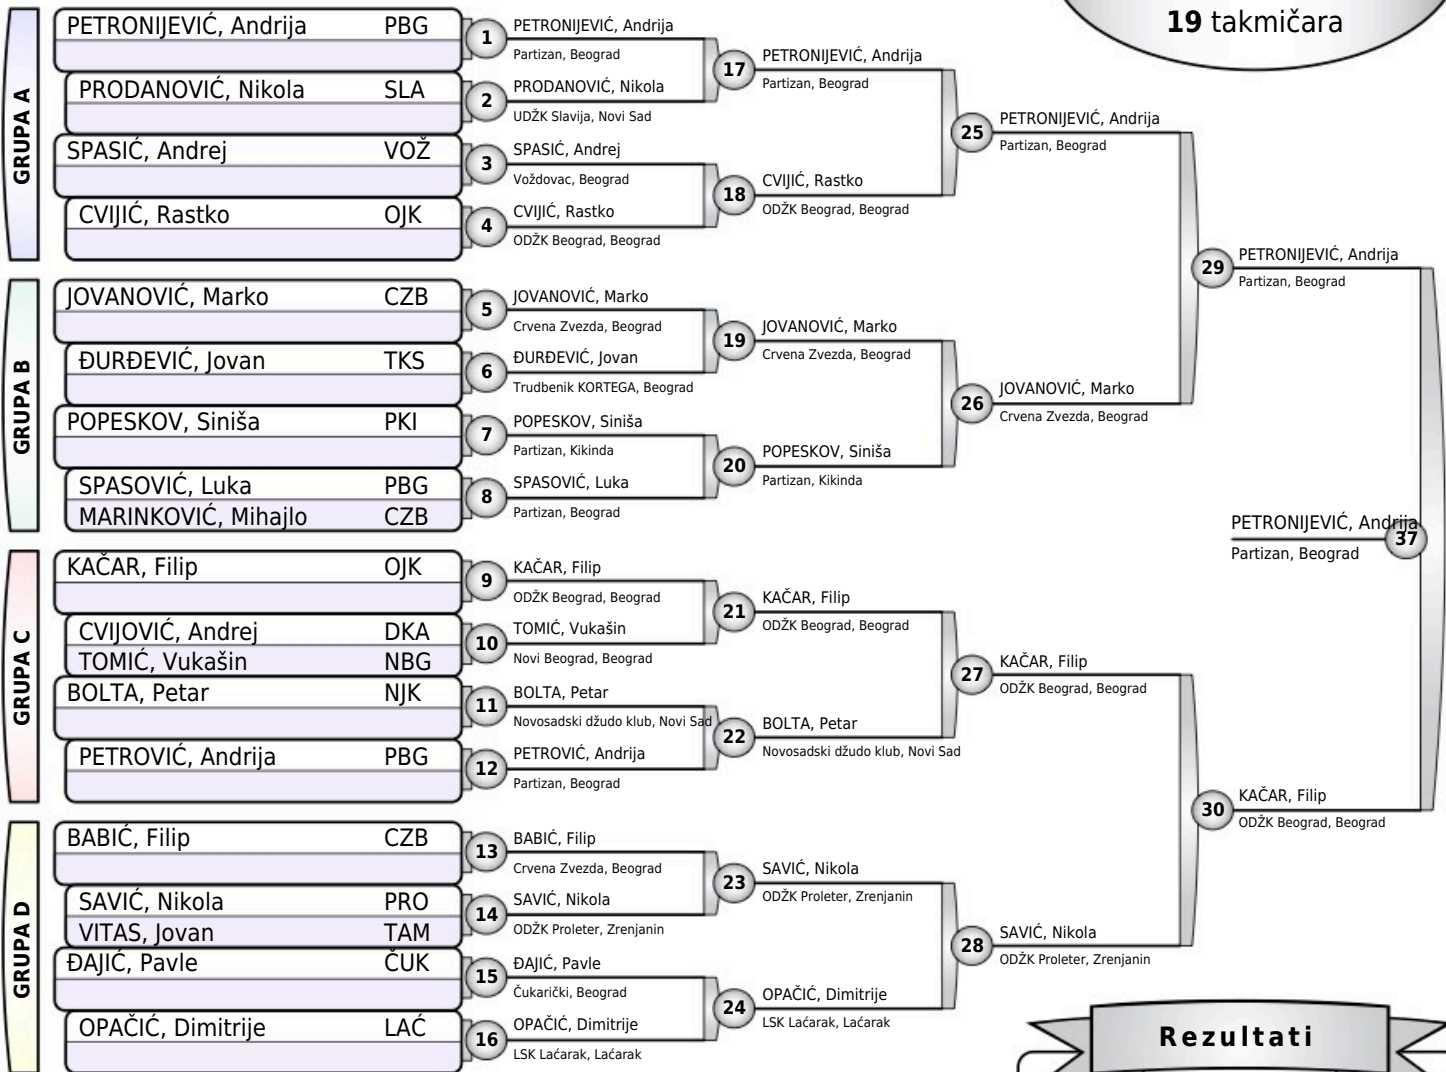 19 takmičara
GRUPA A
PETRONIJEVIĆ, Andrija PBG
PRODANOVIĆ, Nikola SLA
SPASIĆ, Andrej VOŽ
CVIJIĆ, Rastko OJK
GRUPA B
JOVANOVIĆ, Marko CZB
ĐURĐEVIĆ, Jovan TKS
POPESKOV, Siniša PKI
SPASOVIĆ, Luka PBG
MARINKOVIĆ, Mihajlo CZB
GRUPA C
KAČAR, Filip OJK
CVIJOVIĆ, Andrej DKA
TOMIĆ, Vukašin NBG
BOLTA, Petar NJK
PETROVIĆ, Andrija PBG
GRUPA D
BABIĆ, Filip CZB
SAVIĆ, Nikola PRO
VITAS, Jovan TAM
ĐAJIĆ, Pavle ČUK
OPAČIĆ, Dimitrije LAĆ
1 PETRONIJEVIĆ, Andrija
Partizan, Beograd
2 PRODANOVIĆ, Nikola
UDŽK Slavija, Novi Sad
3 SPASIĆ, Andrej
Voždovac, Beograd
4 CVIJIĆ, Rastko
ODŽK Beograd, Beograd
5 JOVANOVIĆ, Marko
Crvena Zvezda, Beograd
6 ĐURĐEVIĆ, Jovan
Trudbenik KORTEGA, Beograd
7 POPESKOV, Siniša
Partizan, Kikinda
8 SPASOVIĆ, Luka
Partizan, Beograd
9 KAČAR, Filip
ODŽK Beograd, Beograd
10 TOMIĆ, Vukašin
Novi Beograd, Beograd
11 BOLTA, Petar
Novosadski džudo klub, Novi Sad
12 PETROVIĆ, Andrija
Partizan, Beograd
13 BABIĆ, Filip
Crvena Zvezda, Beograd
14 SAVIĆ, Nikola
ODŽK Proleter, Zrenjanin
15 ĐAJIĆ, Pavle
Čukarički, Beograd
16 OPAČIĆ, Dimitrije
LSK Laćarak, Laćarak
17 PETRONIJEVIĆ, Andrija
Partizan, Beograd
18 CVIJIĆ, Rastko
ODŽK Beograd, Beograd
19 JOVANOVIĆ, Marko
Crvena Zvezda, Beograd
20 POPESKOV, Siniša
Partizan, Kikinda
21 KAČAR, Filip
ODŽK Beograd, Beograd
22 BOLTA, Petar
Novosadski džudo klub, Novi Sad
23 SAVIĆ, Nikola
ODŽK Proleter, Zrenjanin
24 OPAČIĆ, Dimitrije
LSK Laćarak, Laćarak
25 PETRONIJEVIĆ, Andrija
Partizan, Beograd
26 JOVANOVIĆ, Marko
Crvena Zvezda, Beograd
27 KAČAR, Filip
ODŽK Beograd, Beograd
28 SAVIĆ, Nikola
ODŽK Proleter, Zrenjanin
29 PETRONIJEVIĆ, Andrija
Partizan, Beograd
30 KAČAR, Filip
ODŽK Beograd, Beograd
PETRONIJEVIĆ, Andrija
37
Partizan, Beograd
Rezultati